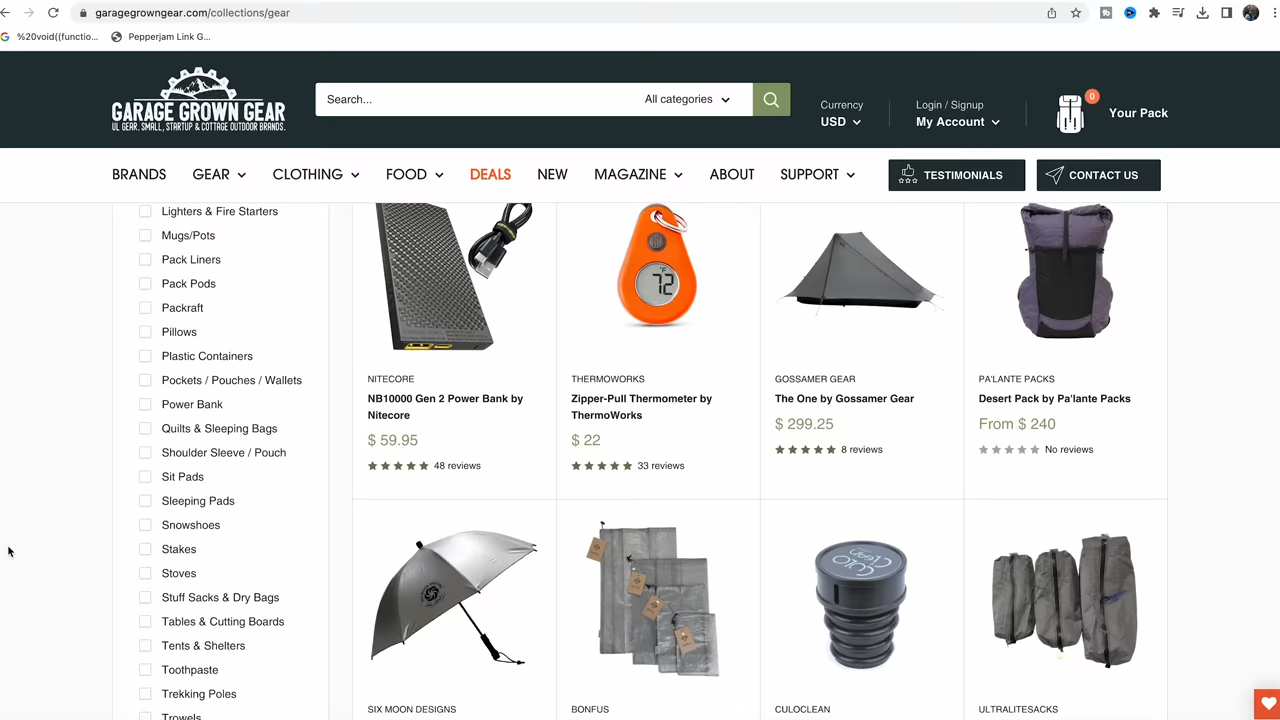 garagegrowngear.com/collections/gear
%20void((functio...
Pepperjam Link G...
GARAGE GROWN GEAR
UL GEAR. SMALL, STARTUP & COTTAGE OUTDOOR BRANDS.
Search...
All categories
Currency
USD
Login / Signup
My Account
0
Your Pack
BRANDS
GEAR
CLOTHING
FOOD
DEALS
NEW
MAGAZINE
ABOUT
SUPPORT
TESTIMONIALS
CONTACT US
Lighters & Fire Starters
Mugs/Pots
Pack Liners
Pack Pods
Packraft
Pillows
Plastic Containers
Pockets / Pouches / Wallets
Power Bank
Quilts & Sleeping Bags
Shoulder Sleeve / Pouch
Sit Pads
Sleeping Pads
Snowshoes
Stakes
Stoves
Stuff Sacks & Dry Bags
Tables & Cutting Boards
Tents & Shelters
Toothpaste
Trekking Poles
Trowels
NITECORE
NB10000 Gen 2 Power Bank by
Nitecore
$ 59.95
48 reviews
°F
72
THERMOWORKS
Zipper-Pull Thermometer by
ThermoWorks
$ 22
33 reviews
GOSSAMER GEAR
The One by Gossamer Gear
$ 299.25
8 reviews
PA'LANTE PACKS
Desert Pack by Pa'lante Packs
From $ 240
No reviews
SIX MOON DESIGNS
BONFUS
CULO
CLEAN
CULOCLEAN
ULTRALITESACKS